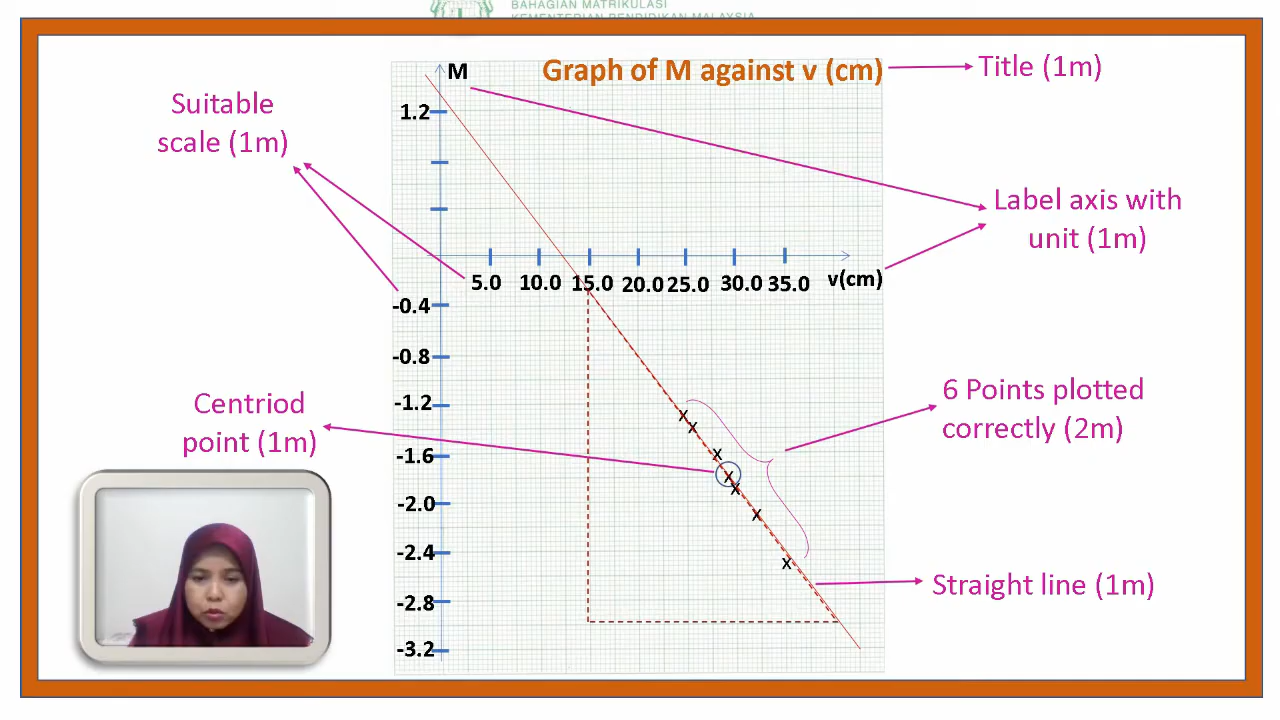 BAHAGIAN MATRIKULASI
KEMENTERIAN PENDIDIKAN MALAYSIA
M
Graph of M against v (cm)
Title (1m)
Suitable
scale (1m)
1.2
Label axis with
unit (1m)
5.0 10.0 15.0 20.0 25.0 30.0 35.0 v(cm)
-0.4
-0.8
-1.2
-1.6
-2.0
-2.4
-2.8
-3.2
Centriod
point (1m)
6 Points plotted
correctly (2m)
x
x
x
x
x
x
x
Straight line (1m)